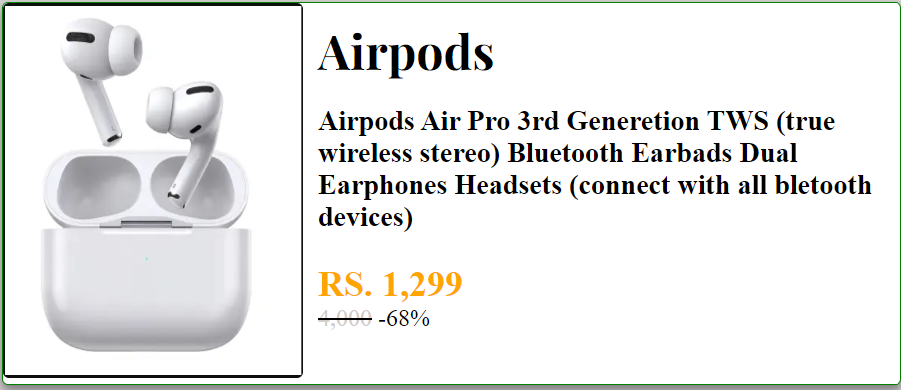 Airpods
Airpods Air Pro 3rd Generetion TWS (true
wireless stereo) Bluetooth Earbads Dual
Earphones Headsets (connect with all bletooth
devices)
RS. 1,299
4,000 -68%